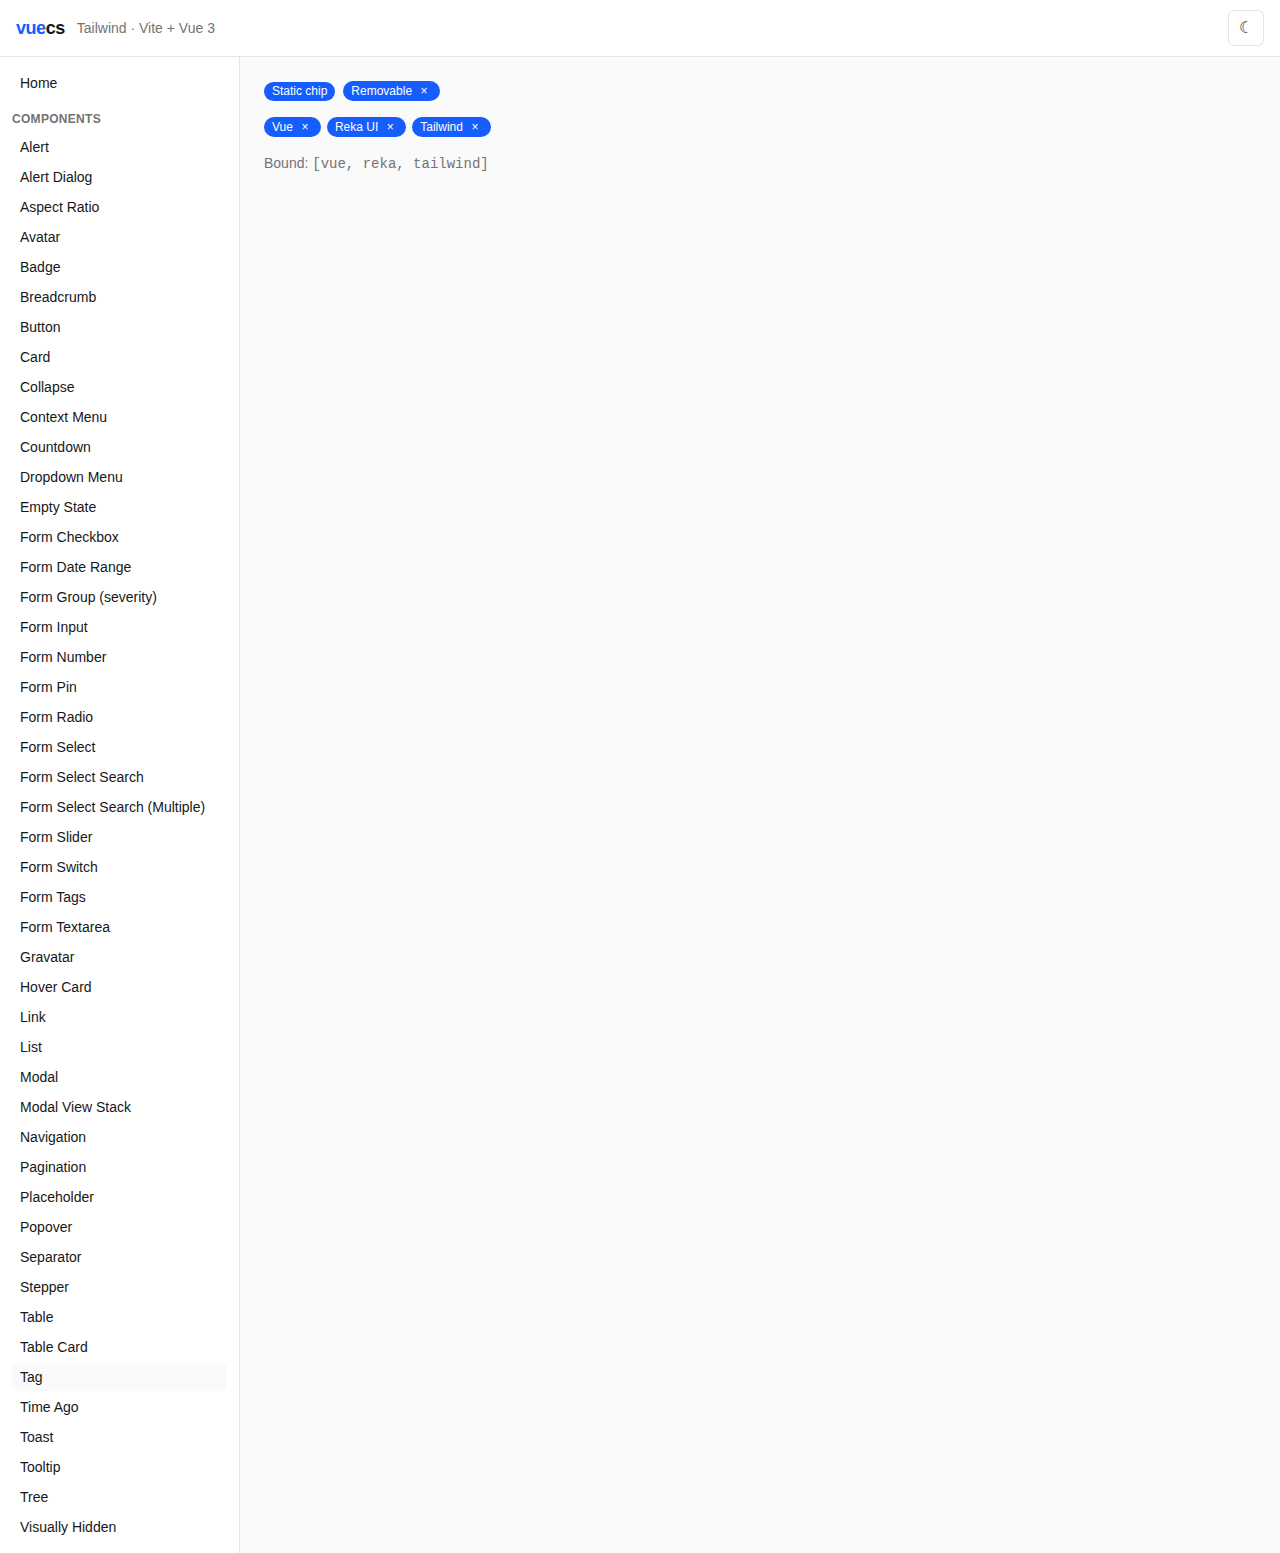 vuecs Tailwind · Vite + Vue 3 ☾
Home
COMPONENTS
Alert
Alert Dialog
Aspect Ratio
Avatar
Badge
Breadcrumb
Button
Card
Collapse
Context Menu
Countdown
Dropdown Menu
Empty State
Form Checkbox
Form Date Range
Form Group (severity)
Form Input
Form Number
Form Pin
Form Radio
Form Select
Form Select Search
Form Select Search (Multiple)
Form Slider
Form Switch
Form Tags
Form Textarea
Gravatar
Hover Card
Link
List
Modal
Modal View Stack
Navigation
Pagination
Placeholder
Popover
Separator
Stepper
Table
Table Card
Tag
Time Ago
Toast
Tooltip
Tree
Visually Hidden
Static chip Removable ×
Vue × Reka UI × Tailwind ×
Bound: [vue, reka, tailwind]